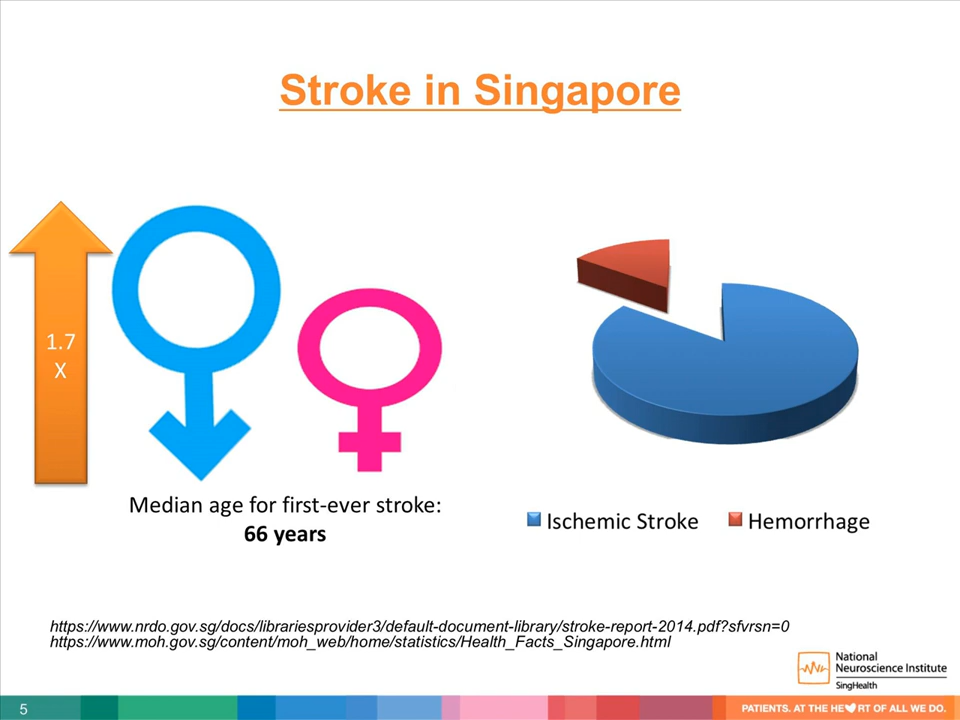 Stroke in Singapore
1.7
X
Median age for first-ever stroke:
66 years
Ischemic Stroke
Hemorrhage
https://www.nrdo.gov.sg/docs/librariesprovider3/default-document-library/stroke-report-2014.pdf?sfvrsn=0
https://www.moh.gov.sg/content/moh_web/home/statistics/Health_Facts_Singapore.html
National
Neuroscience Institute
SingHealth
5
PATIENTS. AT THE HE♥RT OF ALL WE DO.